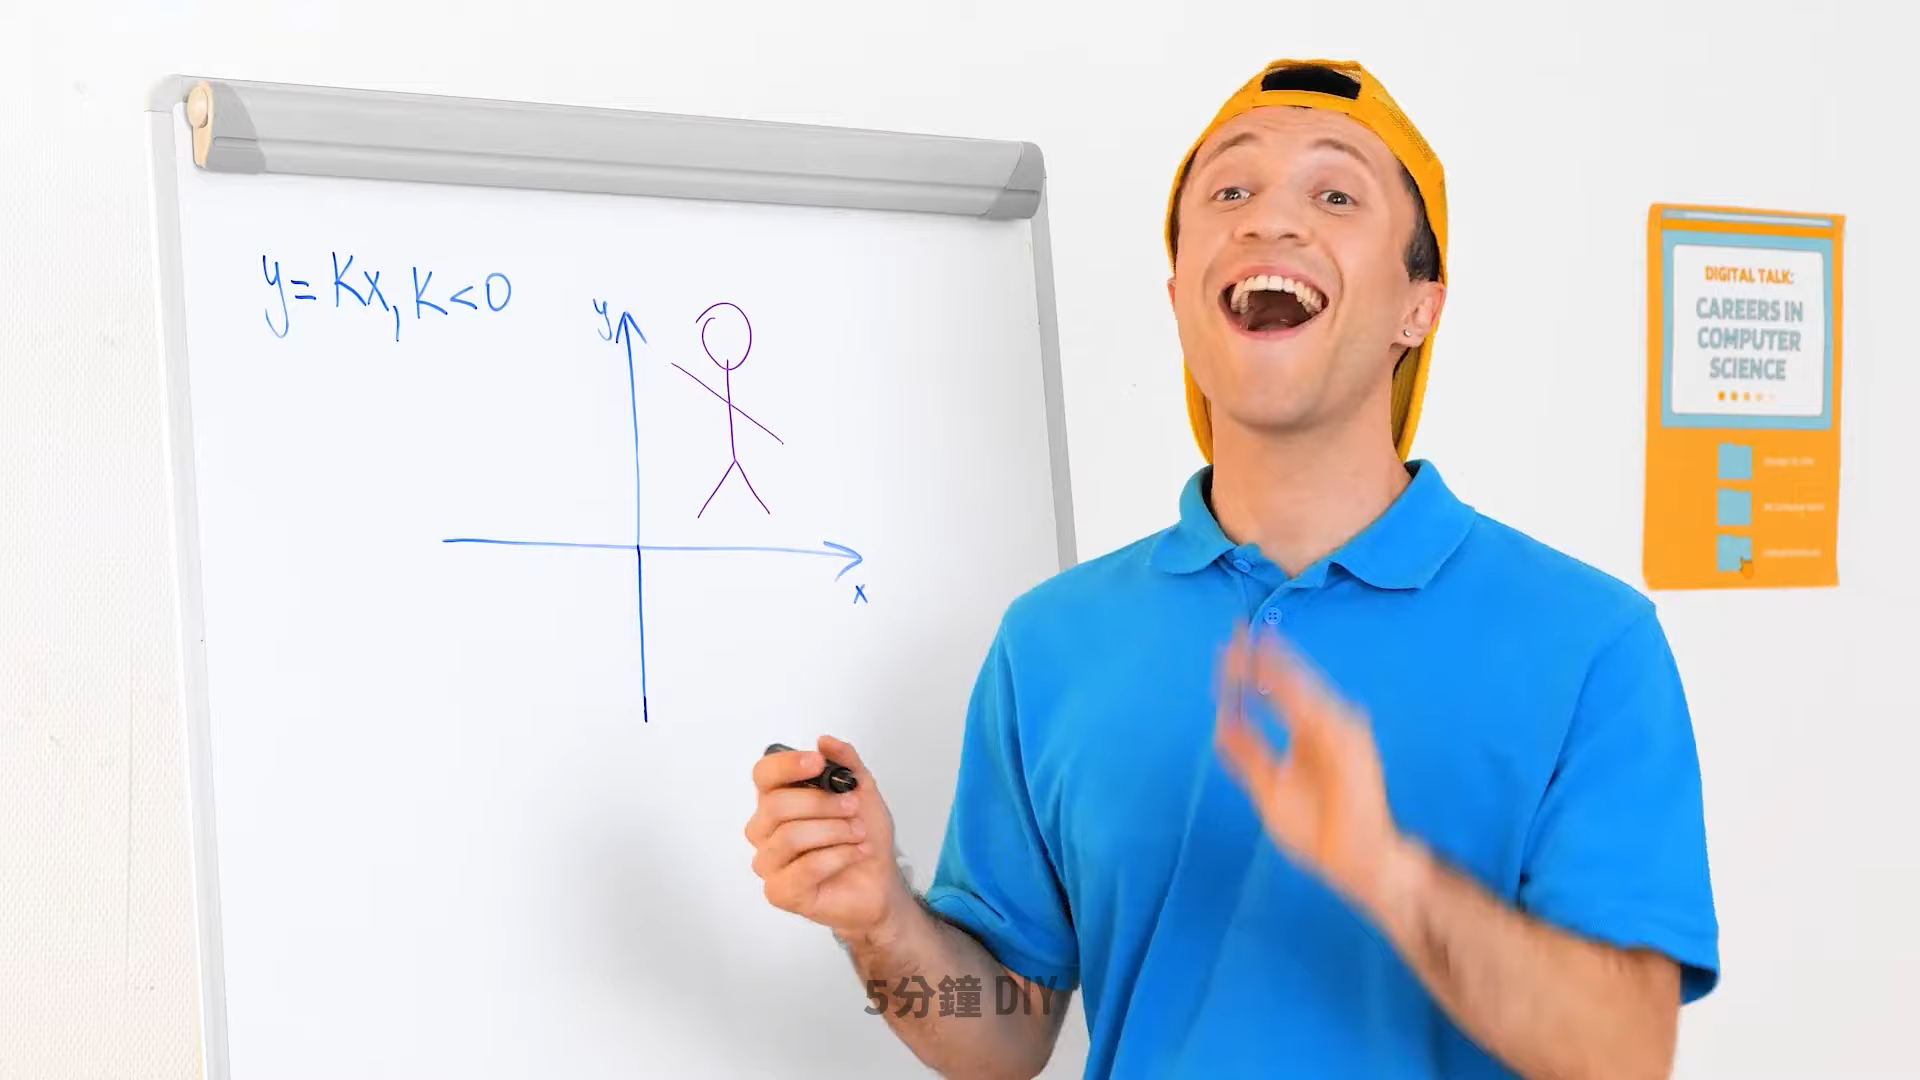 y = Kx, K < 0
y
x
DIGITAL TALK:
CAREERS IN
COMPUTER
SCIENCE
5分鐘 DIY